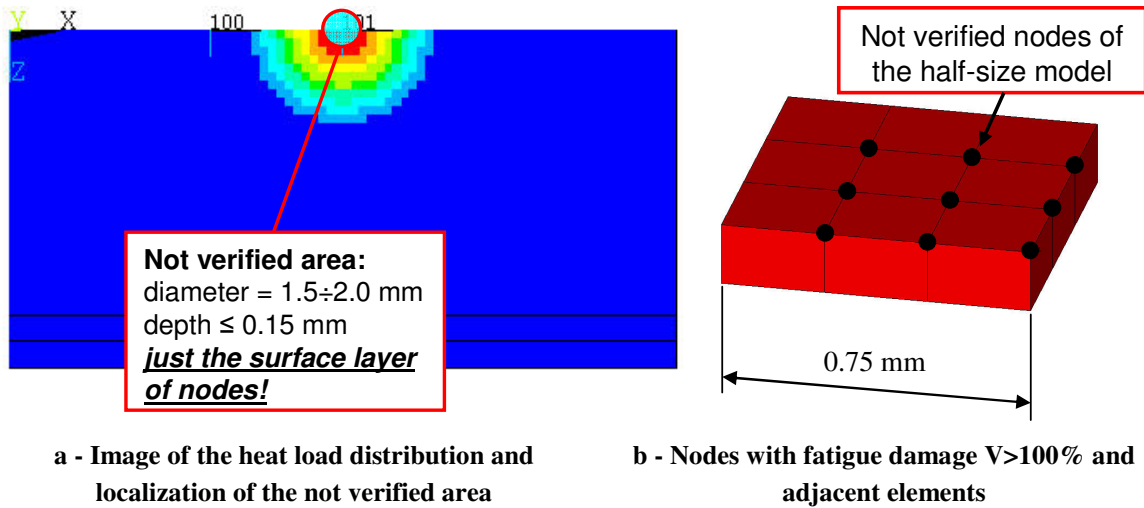 Y
X
100
101
Z
Not verified area:
diameter = 1.5÷2.0 mm
depth ≤ 0.15 mm
just the surface layer
of nodes!
Not verified nodes of
the half-size model
0.75 mm
a - Image of the heat load distribution and
localization of the not verified area
b - Nodes with fatigue damage V>100% and
adjacent elements